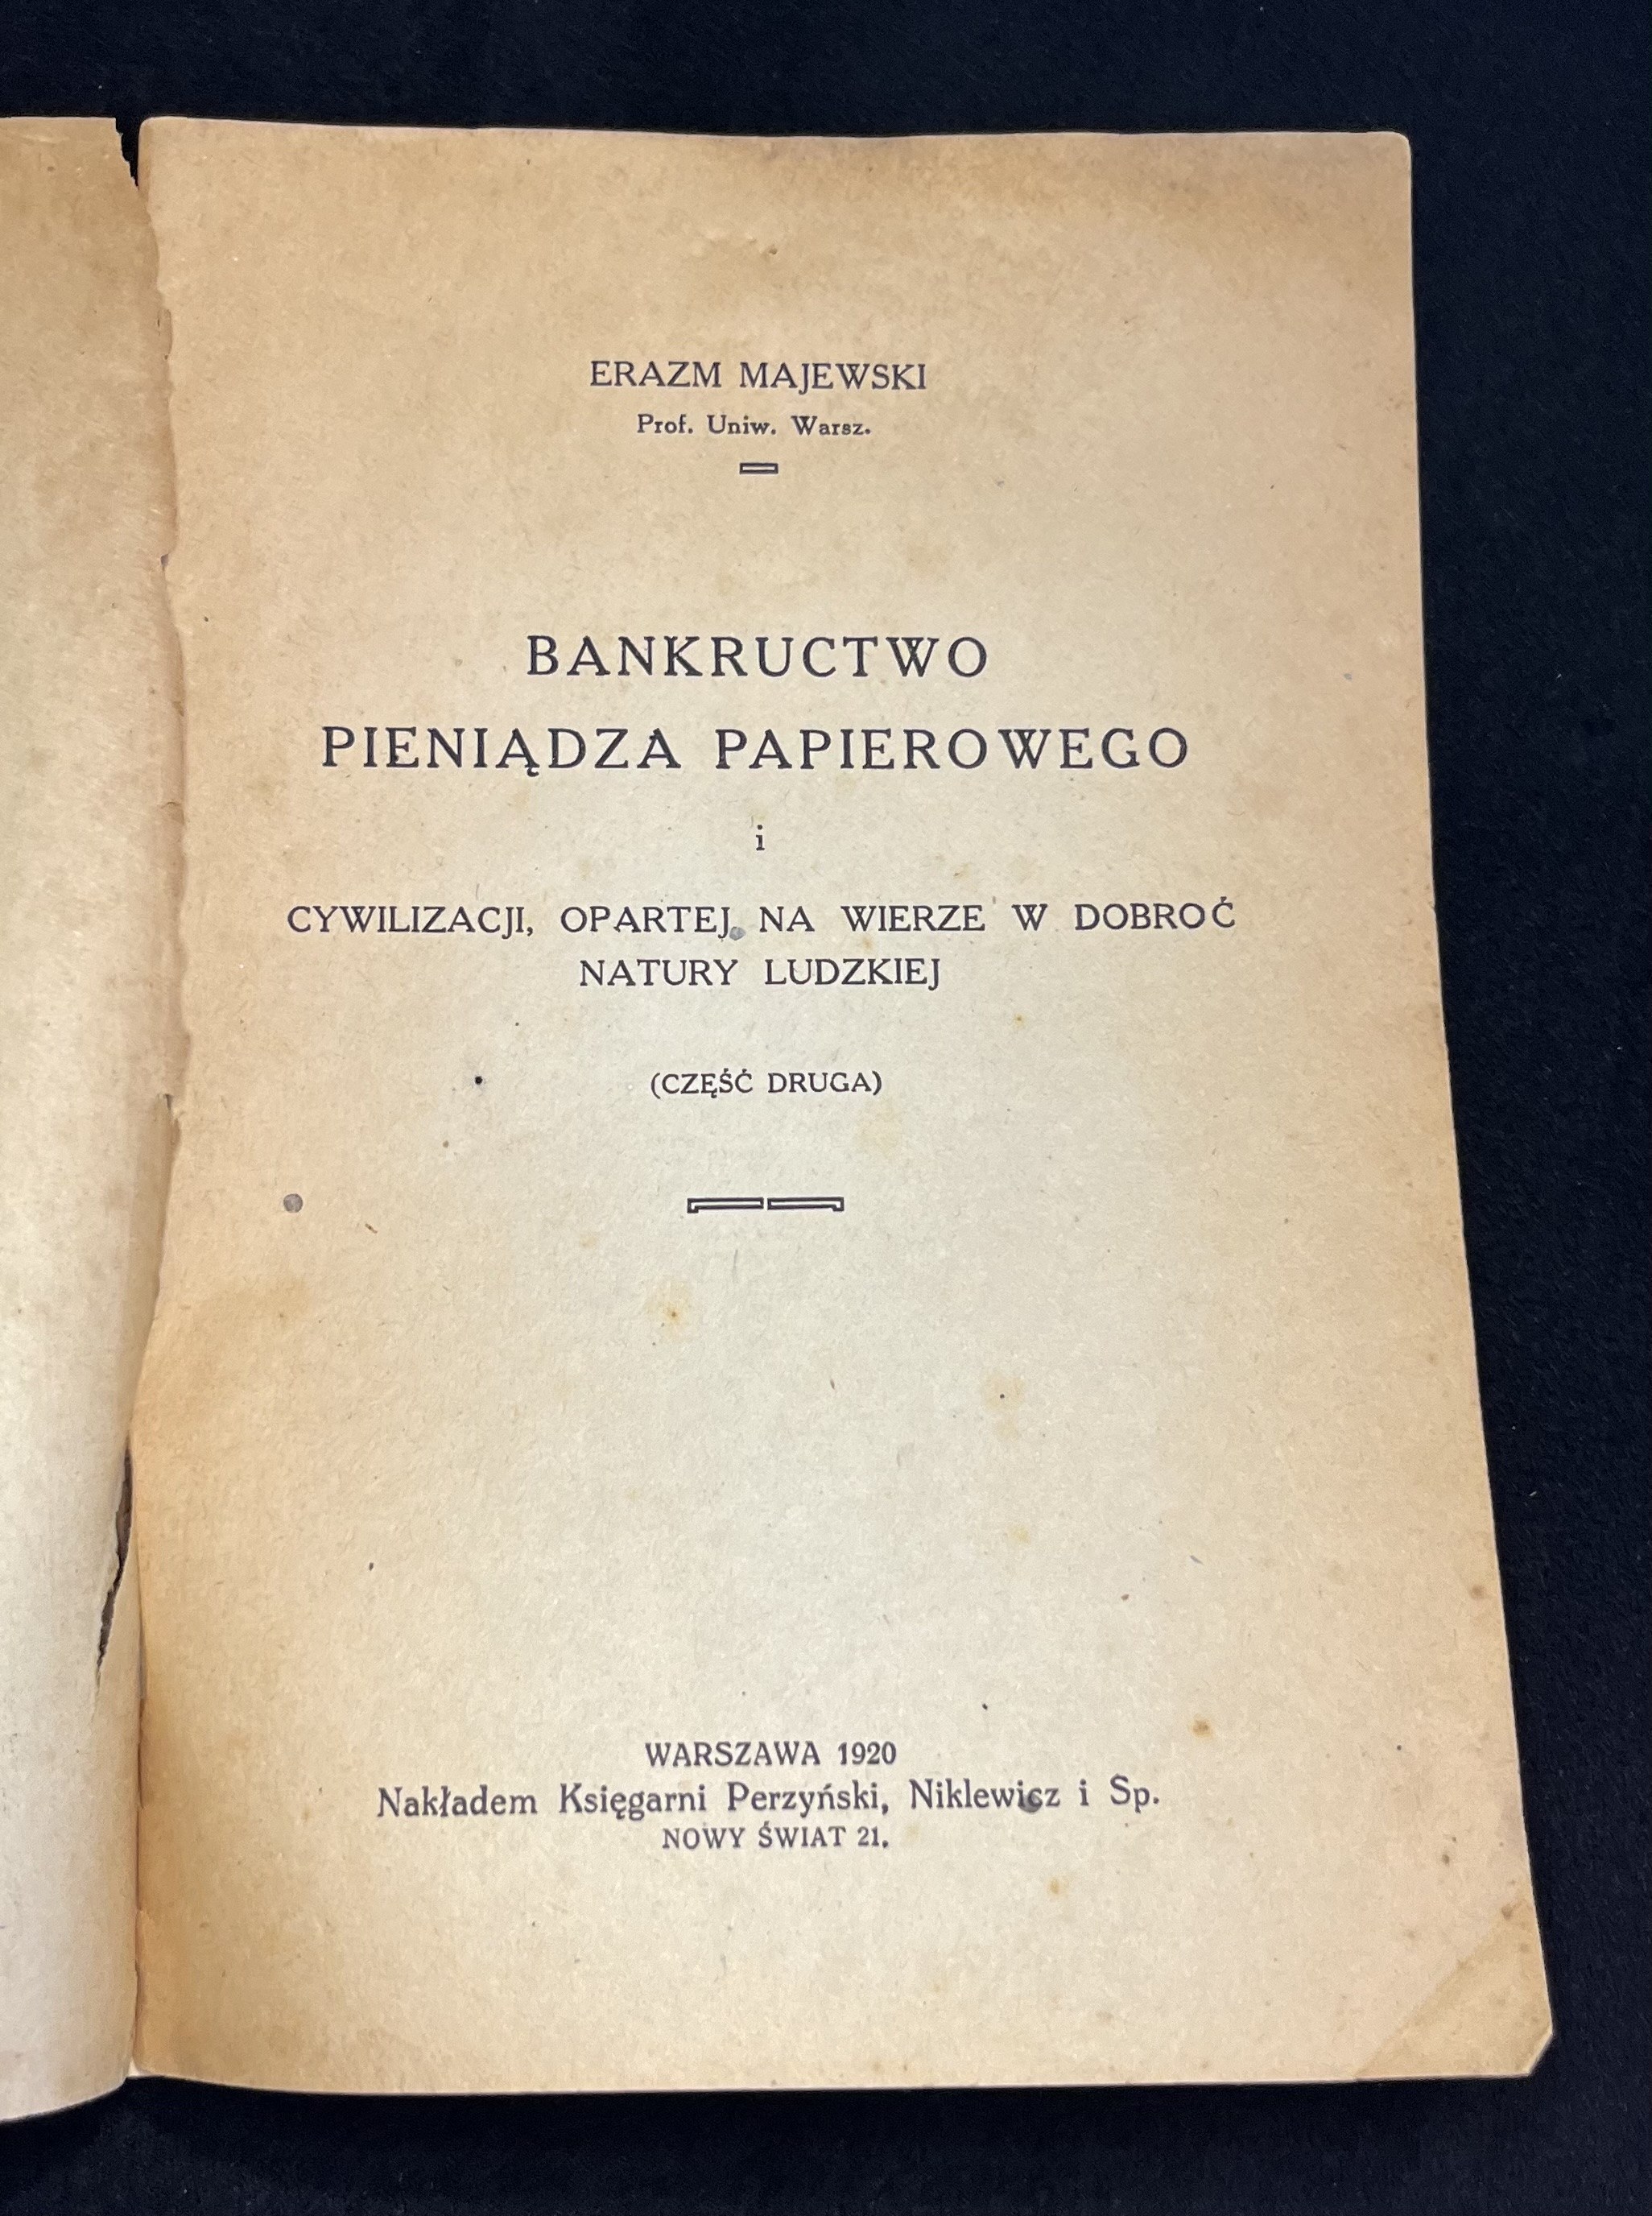 ERAZM MAJEWSKI
Prof. Uniw. Warsz.
BANKRUCTWO
PIENIĄDZA PAPIEROWEGO
i
CYWILIZACJI, OPARTEJ NA WIERZE W DOBROĆ
NATURY LUDZKIEJ
(CZĘŚĆ DRUGA)
WARSZAWA 1920
Nakładem Księgarni Perzyński, Niklewicz i Sp.
NOWY ŚWIAT 21.